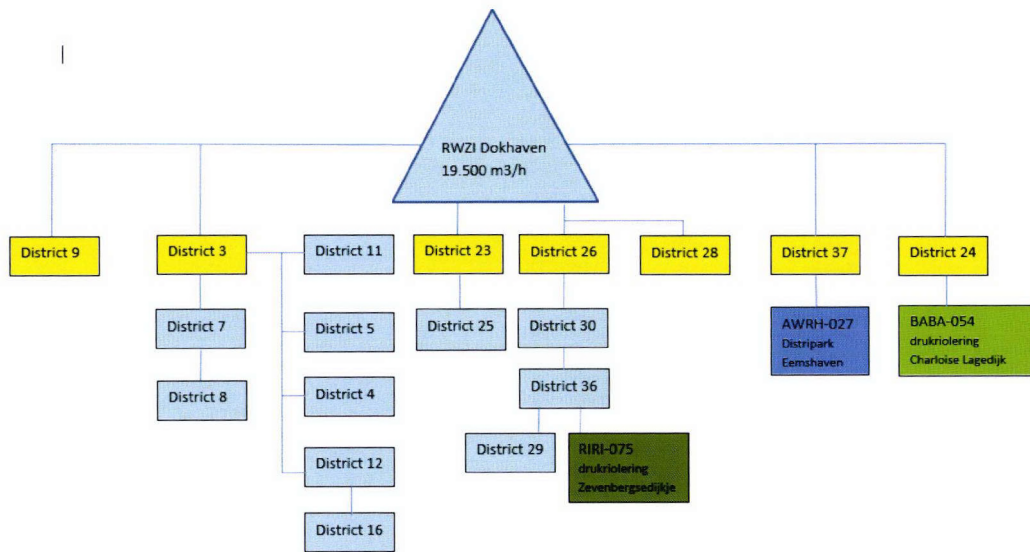 RWZI Dokhaven
19.500 m3/h
District 9
District 3
District 11
District 23
District 26
District 28
District 37
District 24
District 7
District 5
District 25
District 30
AWRH-027
Distripark
Eemshaven
BABA-054
drukriolering
Charloise Lagedijk
District 8
District 4
District 36
District 12
District 29
RIRI-075
drukriolering
Zevenbergsedijkje
District 16